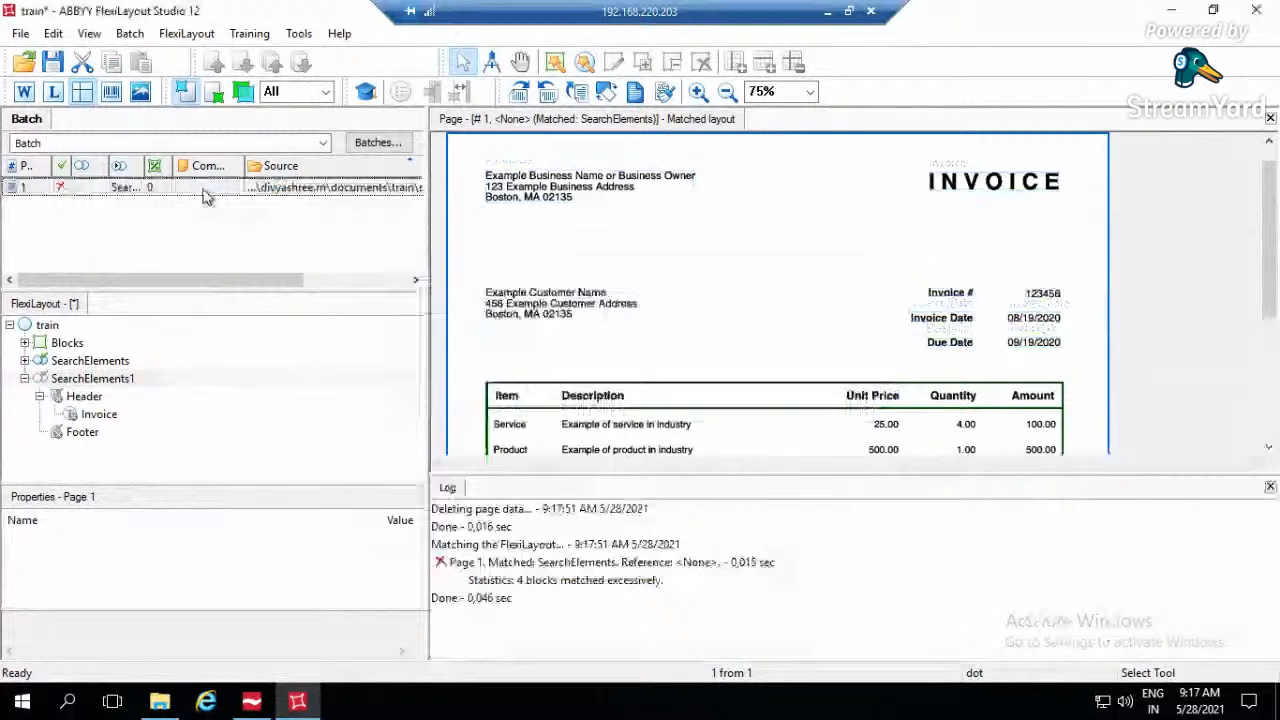 train* - ABBYY FlexiLayout Studio 12
192.168.220.203
File Edit View Batch FlexiLayout Training Tools Help
Powered by
StreamYard
W L All 75%
Batch
Page - [# 1, <None> (Matched: SearchElements)] - Matched layout
Batch Batches...
# P.. Com... Source
1 Sear... 0 ...\divyashree.m\documents\train\s
Example Business Name or Business Owner
123 Example Business Address
Boston, MA 02135
INVOICE
Example Customer Name
456 Example Customer Address
Boston, MA 02135
Invoice # 123456
Invoice Date 08/19/2020
Due Date 09/19/2020
Item Description Unit Price Quantity Amount
Service Example of service in industry 25.00 4.00 100.00
Product Example of product in industry 500.00 1.00 500.00
FlexiLayout - [*]
train
Blocks
SearchElements
SearchElements1
Header
Invoice
Footer
Properties - Page 1
Name Value
Log
Deleting page data... - 9:17:51 AM 5/28/2021
Done - 0,016 sec
Matching the FlexiLayout... - 9:17:51 AM 5/28/2021
Page 1. Matched: SearchElements. Reference: <None>. - 0,015 sec
Statistics: 4 blocks matched excessively.
Done - 0,046 sec
Activate Windows
Go to Settings to activate Windows.
Ready 1 from 1 dot Select Tool
ENG 9:17 AM
IN 5/28/2021